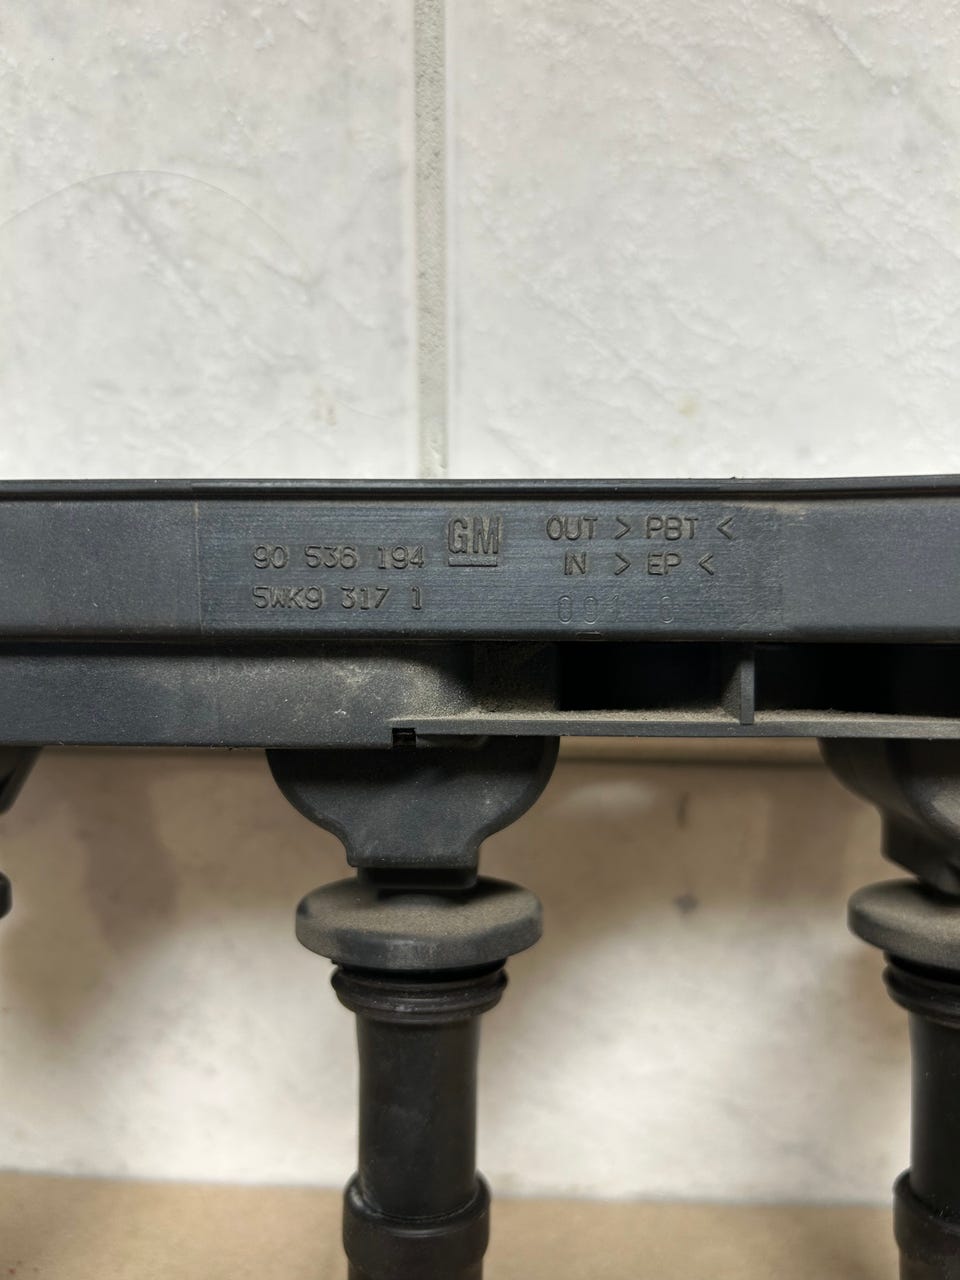 90 536 194
5WK9 317 1
GM
OUT > PBT <
IN > EP <